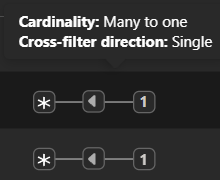 Cardinality: Many to one
Cross-filter direction: Single
* 1
* 1